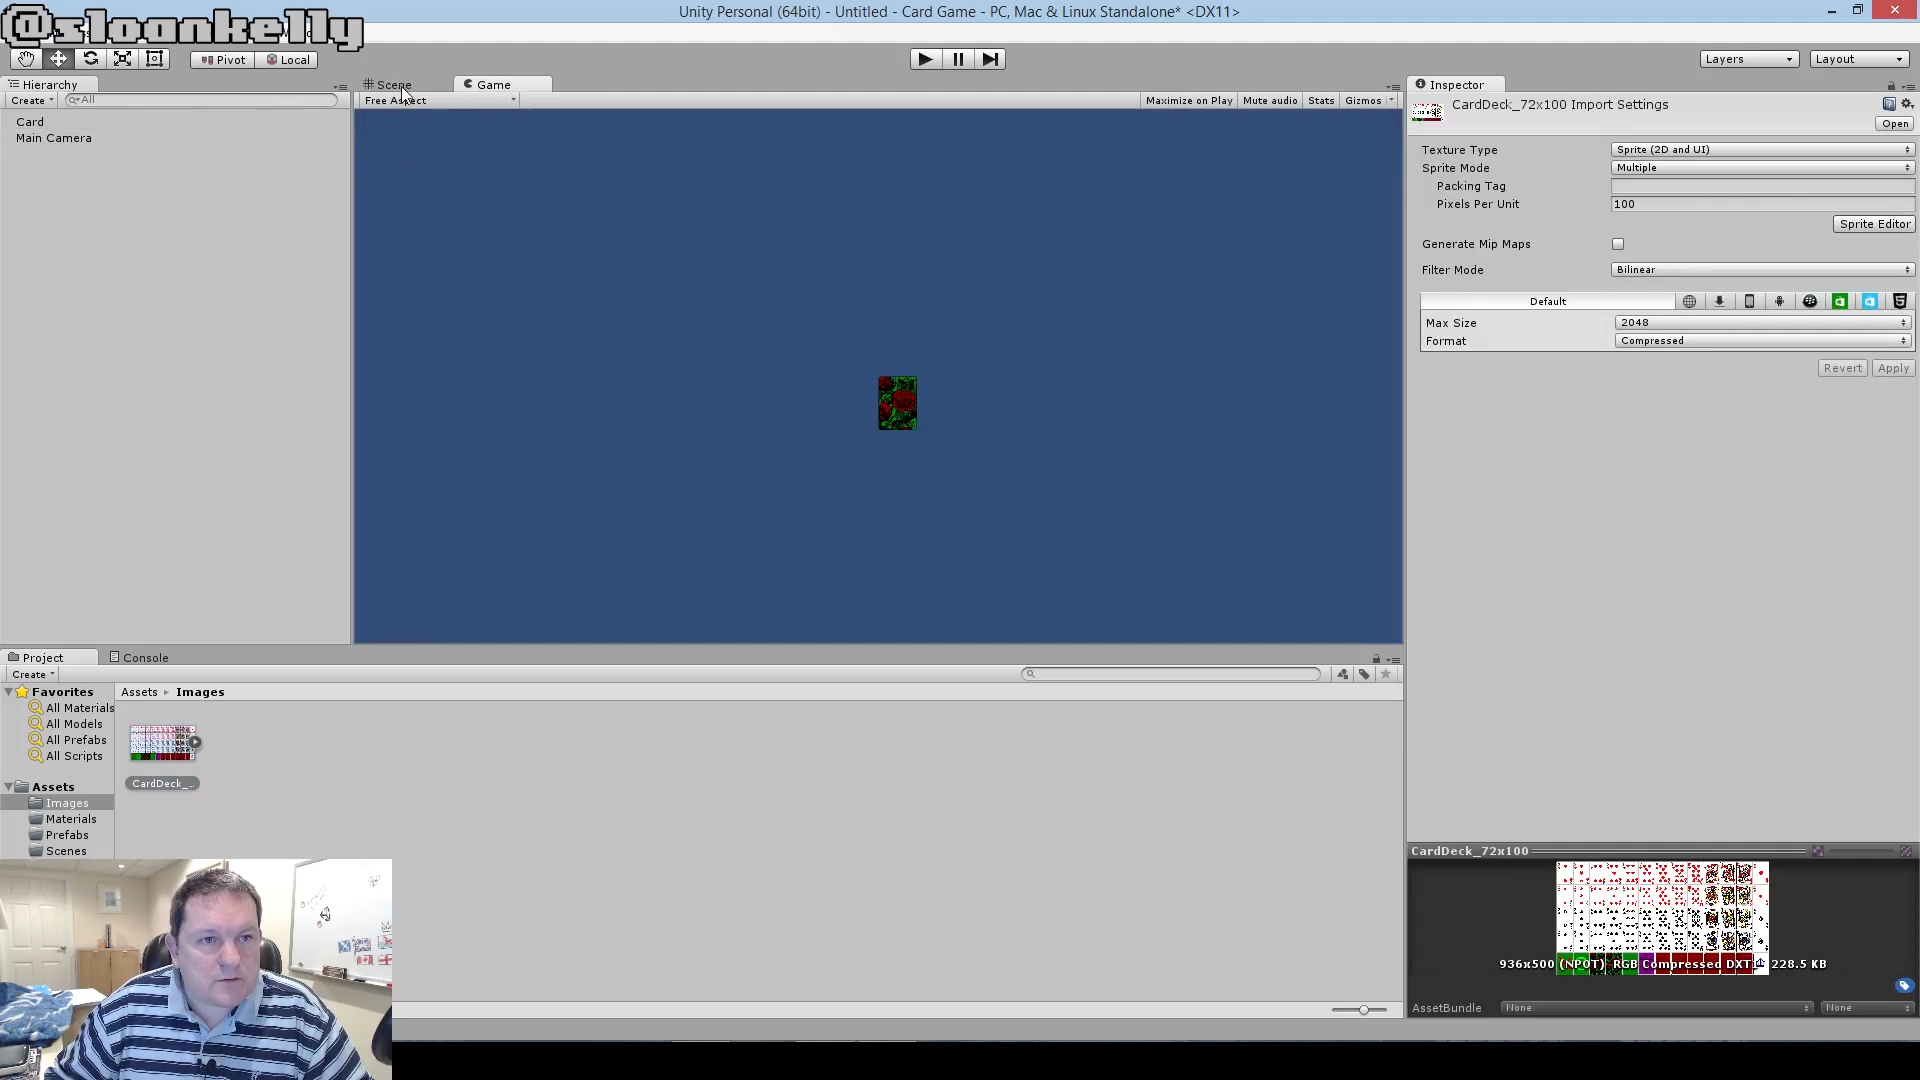 Unity Personal (64bit) - Untitled - Card Game - PC, Mac & Linux Standalone* <DX11>
@sloankelly
Pivot
Local
Layers
Layout
Hierarchy
Create
All
Card
Main Camera
Scene
Game
Free Aspect
Maximize on Play
Mute audio
Stats
Gizmos
Inspector
CardDeck_72x100 Import Settings
Open
Texture Type
Sprite (2D and UI)
Sprite Mode
Multiple
Packing Tag
Pixels Per Unit
100
Sprite Editor
Generate Mip Maps
Filter Mode
Bilinear
Default
Max Size
2048
Format
Compressed
Revert
Apply
Project
Console
Create
Favorites
All Materials
All Models
All Prefabs
All Scripts
Assets
Images
Materials
Prefabs
Scenes
Assets
Images
CardDeck_...
CardDeck_72x100
936x500 (NPOT) RGB Compressed DXT1 228.5 KB
AssetBundle
None
None